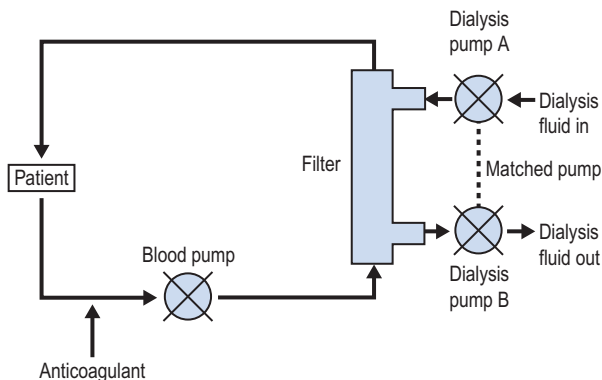 Dialysis
pump A
Dialysis
fluid in
Filter
Matched pump
Patient
Blood pump
Dialysis
fluid out
Dialysis
pump B
Anticoagulant